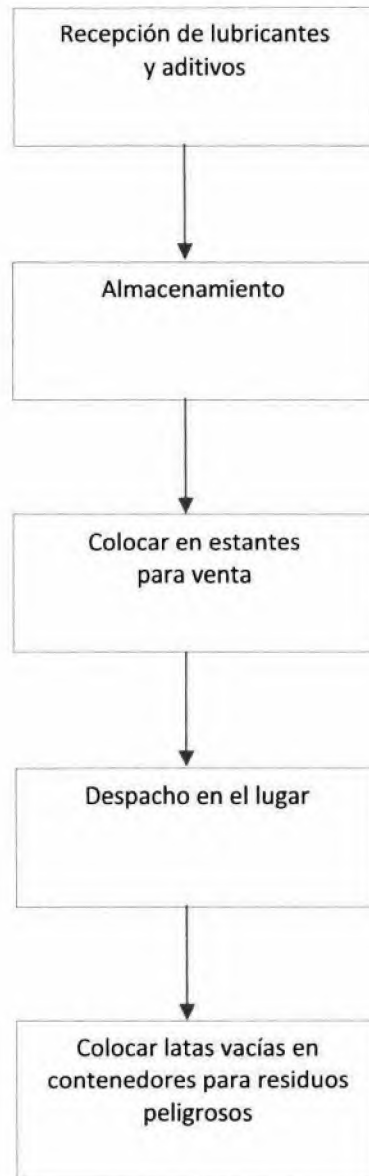 Recepción de lubricantes
y aditivos
Almacenamiento
Colocar en estantes
para venta
Despacho en el lugar
Colocar latas vacías en
contenedores para residuos
peligrosos